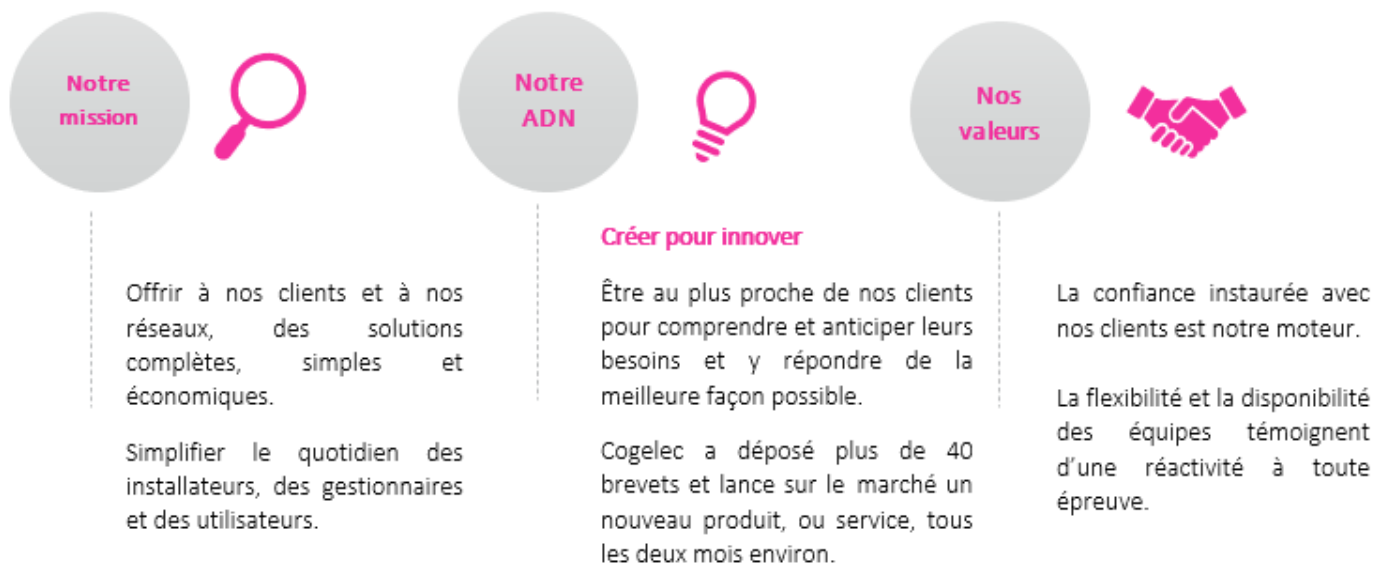 Notre
mission
Offrir à nos clients et à nos
réseaux, des solutions
complètes, simples et
économiques.
Simplifier le quotidien des
installateurs, des gestionnaires
et des utilisateurs.
Notre
ADN
Créer pour innover
Être au plus proche de nos clients
pour comprendre et anticiper leurs
besoins et y répondre de la
meilleure façon possible.
Cogelec a déposé plus de 40
brevets et lance sur le marché un
nouveau produit, ou service, tous
les deux mois environ.
Nos
valeurs
La confiance instaurée avec
nos clients est notre moteur.
La flexibilité et la disponibilité
des équipes témoignent
d’une réactivité à toute
épreuve.